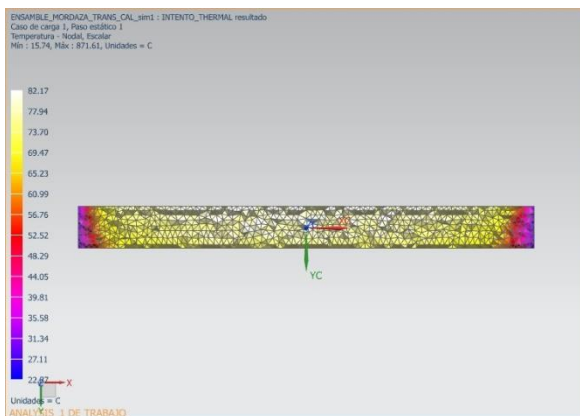 ENSAMBLE_MORDAZA_TRANS_CAL_sim1 : INTENTO_THERMAL resultado
Caso de carga 1, Paso estático 1
Temperatura - Nodal, Escalar
Mín : 15.74, Máx : 871.61, Unidades = C
82.17
77.94
73.70
69.47
65.23
60.99
56.76
52.52
48.29
44.05
39.81
35.58
31.34
27.11
YC
X
Unidades = C
ANALYSIS 1 DE TRABAJO